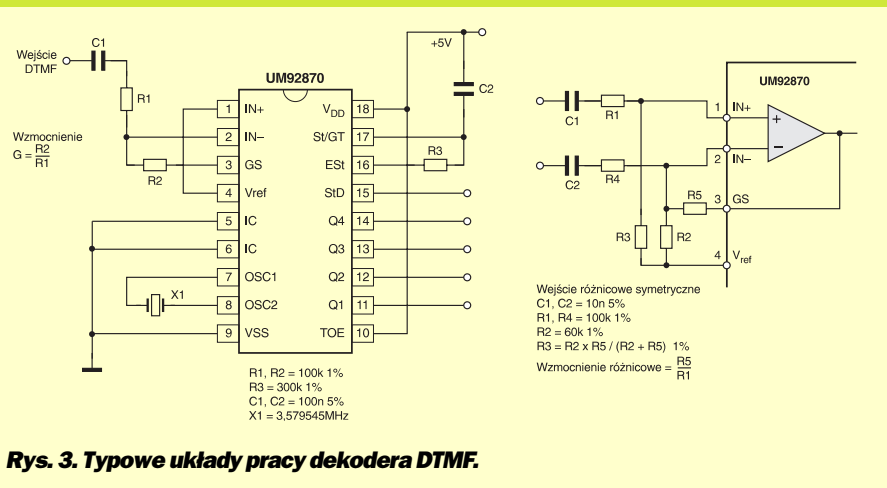 Wejście
DTMF
C1
R1
Wzmocnienie
G = R2
R1
R2
UM92870
1 IN+
2 IN–
3 GS
4 Vref
5 IC
6 IC
7 OSC1
8 OSC2
9 VSS
VDD 18
St/GT 17
ESt 16
StD 15
Q4 14
Q3 13
Q2 12
Q1 11
TOE 10
X1
+5V
C2
R3
R1, R2 = 100k 1%
R3 = 300k 1%
C1, C2 = 100n 5%
X1 = 3,579545MHz
UM92870
C1
R1
1 IN+
+
–
C2
R4
2 IN–
R5
3 GS
R3
R2
4 Vref
Wejście różnicowe symetryczne
C1, C2 = 10n 5%
R1, R4 = 100k 1%
R2 = 60k 1%
R3 = R2 x R5 / (R2 + R5) 1%
Wzmocnienie różnicowe = R5
R1
Rys. 3. Typowe układy pracy dekodera DTMF.